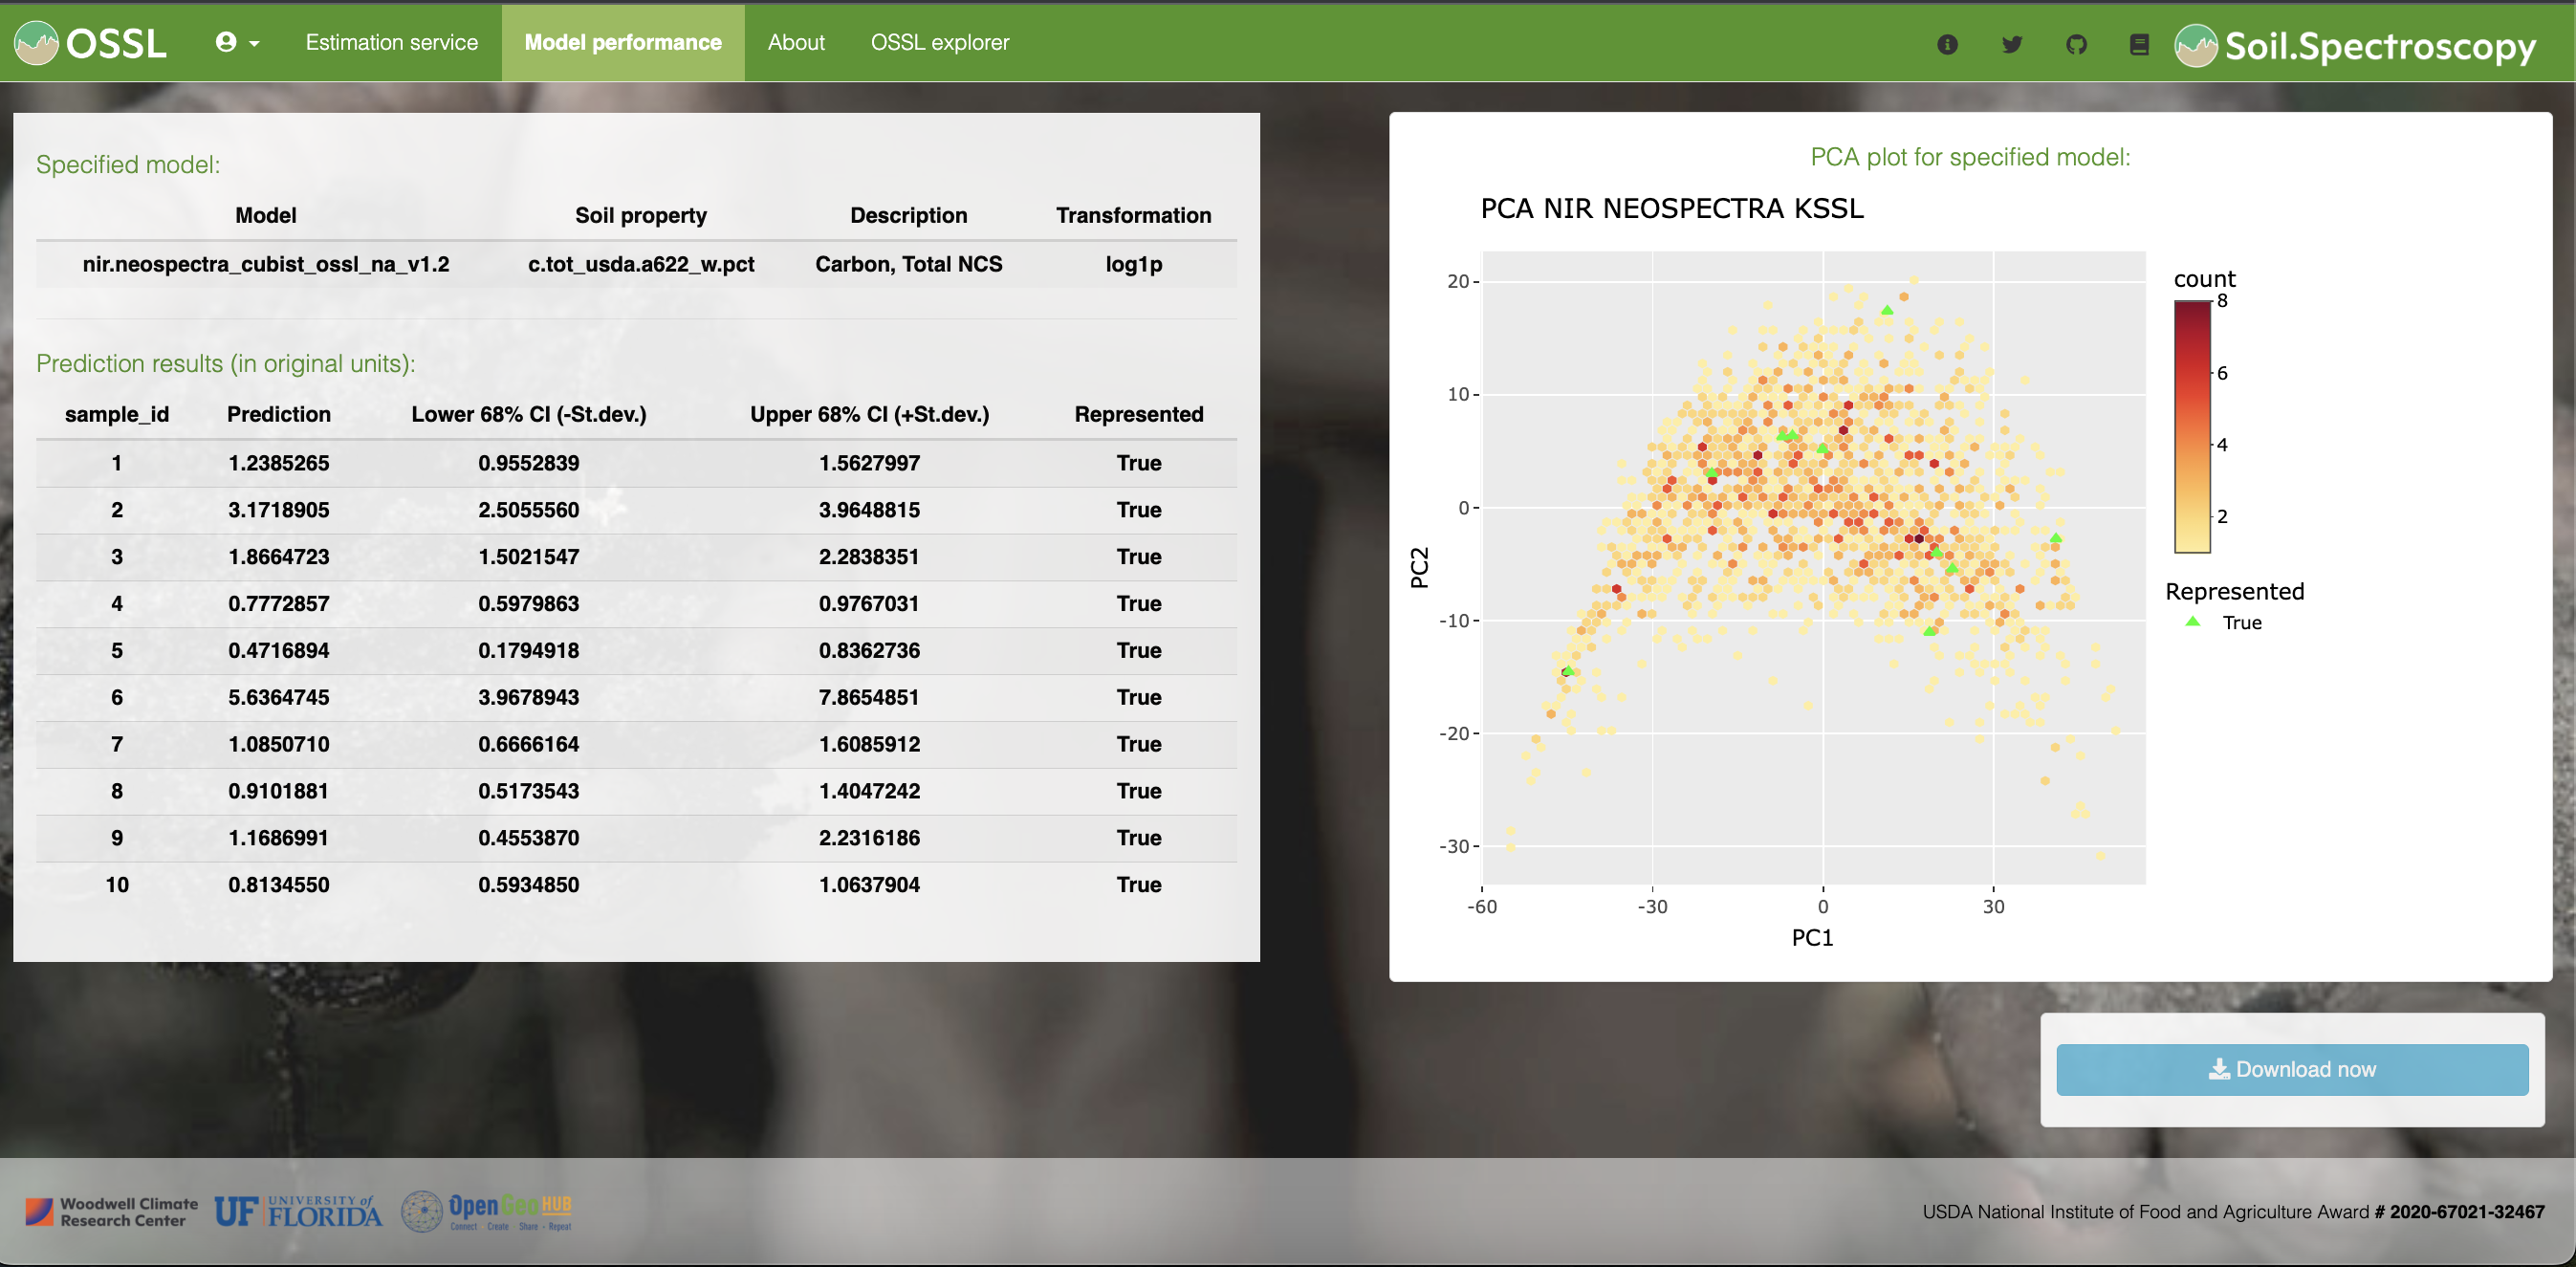 OSSL Estimation service Model performance About OSSL explorer Soil.Spectroscopy
Specified model:
Model Soil property Description Transformation
nir.neospectra_cubist_ossl_na_v1.2 c.tot_usda.a622_w.pct Carbon, Total NCS log1p
Prediction results (in original units):
sample_id Prediction Lower 68% CI (-St.dev.) Upper 68% CI (+St.dev.) Represented
1 1.2385265 0.9552839 1.5627997 True
2 3.1718905 2.5055560 3.9648815 True
3 1.8664723 1.5021547 2.2838351 True
4 0.7772857 0.5979863 0.9767031 True
5 0.4716894 0.1794918 0.8362736 True
6 5.6364745 3.9678943 7.8654851 True
7 1.0850710 0.6666164 1.6085912 True
8 0.9101881 0.5173543 1.4047242 True
9 1.1686991 0.4553870 2.2316186 True
10 0.8134550 0.5934850 1.0637904 True
PCA plot for specified model:
PCA NIR NEOSPECTRA KSSL
20
10
0
-10
-20
-30
PC2
-60 -30 0 30
PC1
count
8
6
4
2
Represented
True
Download now
Woodwell Climate
Research Center
UF UNIVERSITY of
FLORIDA
OpenGeoHUB
Connect · Create · Share · Repeat
USDA National Institute of Food and Agriculture Award # 2020-67021-32467